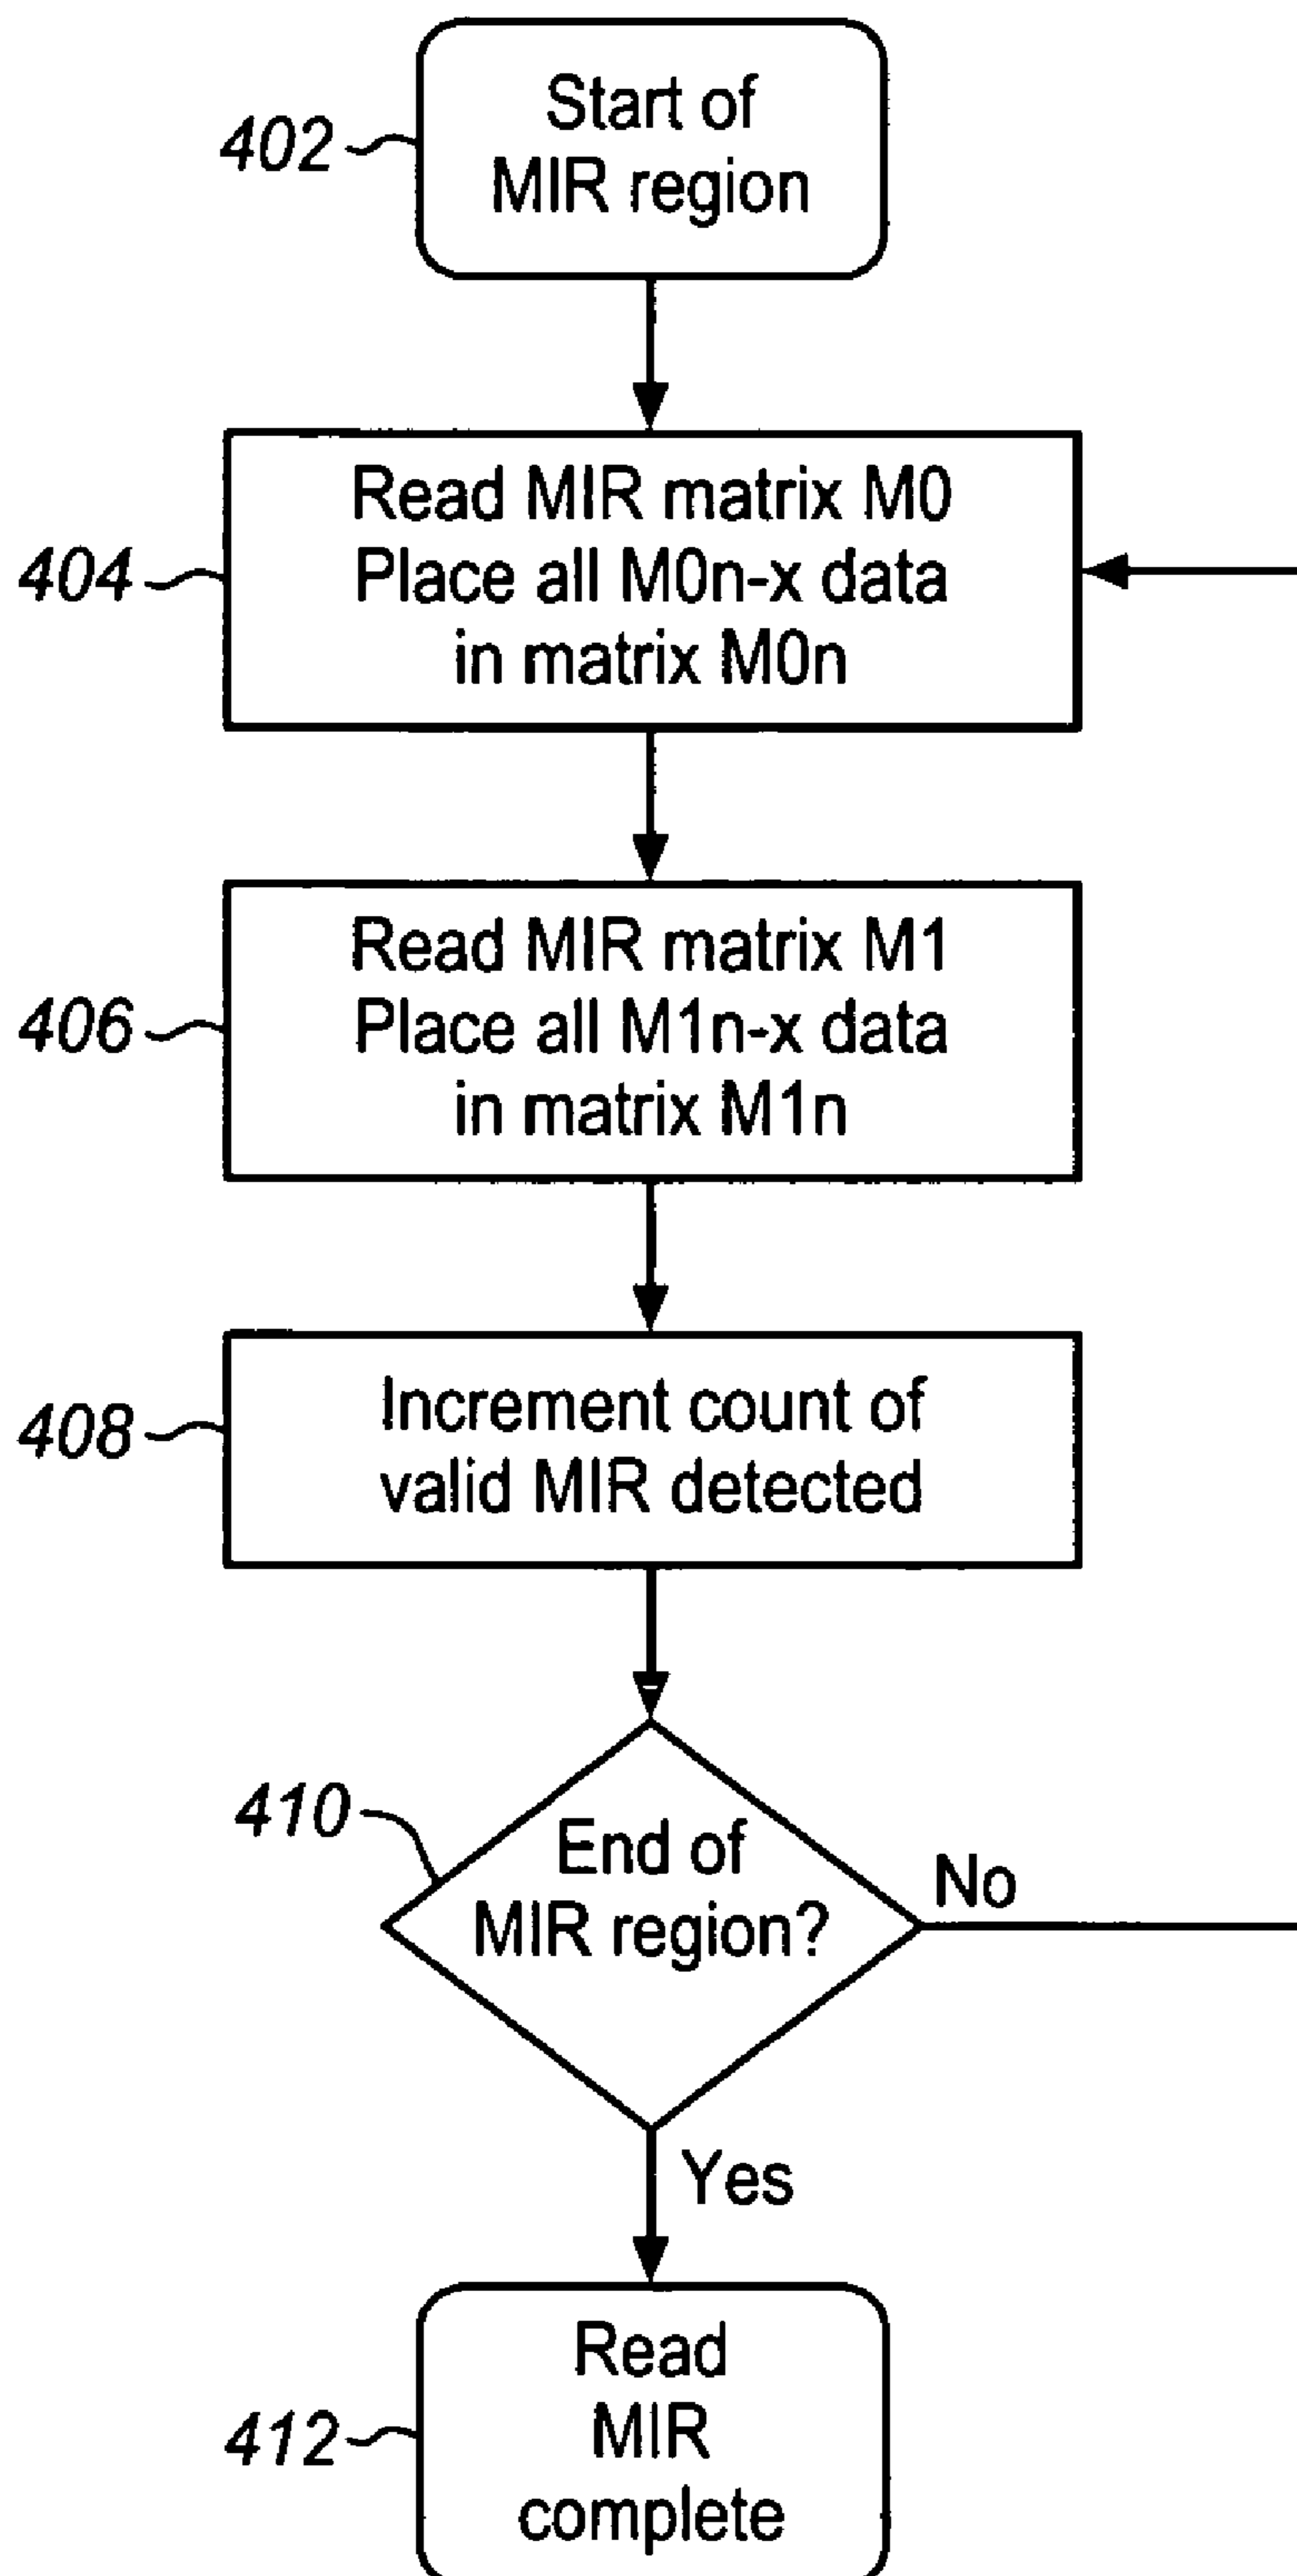 402
Start of
MIR region
404
Read MIR matrix M0
Place all M0n-x data
in matrix M0n
406
Read MIR matrix M1
Place all M1n-x data
in matrix M1n
408
Increment count of
valid MIR detected
410
End of
MIR region?
No
Yes
412
Read
MIR
complete